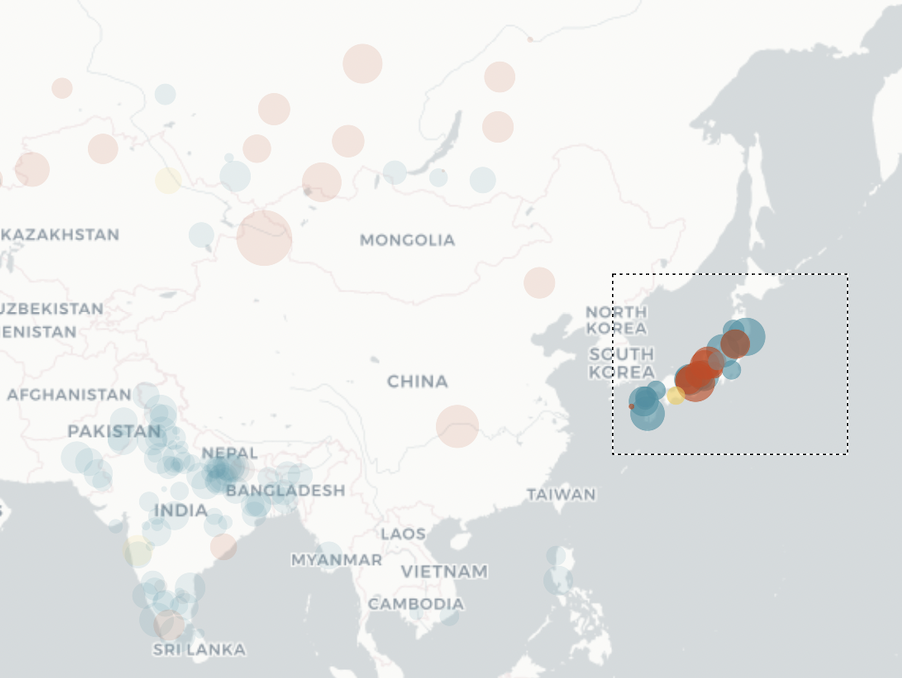 KAZAKHSTAN
MONGOLIA
UZBEKISTAN
ENISTAN
NORTH
KOREA
SOUTH
KOREA
CHINA
AFGHANISTAN
PAKISTAN
NEPAL
BANGLADESH
TAIWAN
INDIA
LAOS
MYANMAR
VIETNAM
CAMBODIA
SRI LANKA